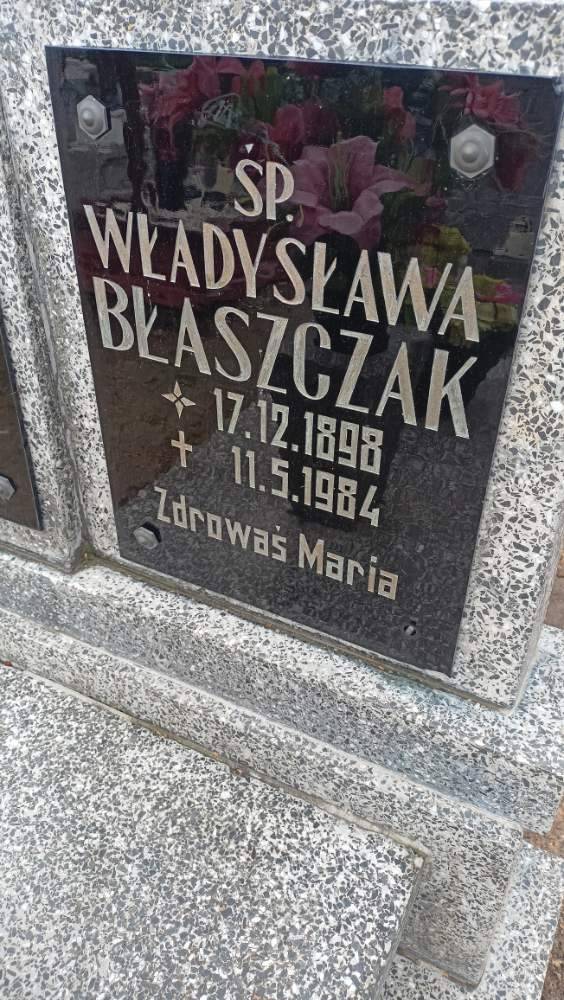 ŚP.
WŁADYSŁAWA
BŁASZCZAK
17.12.1898
11.5.1984
Zdrowaś Maria